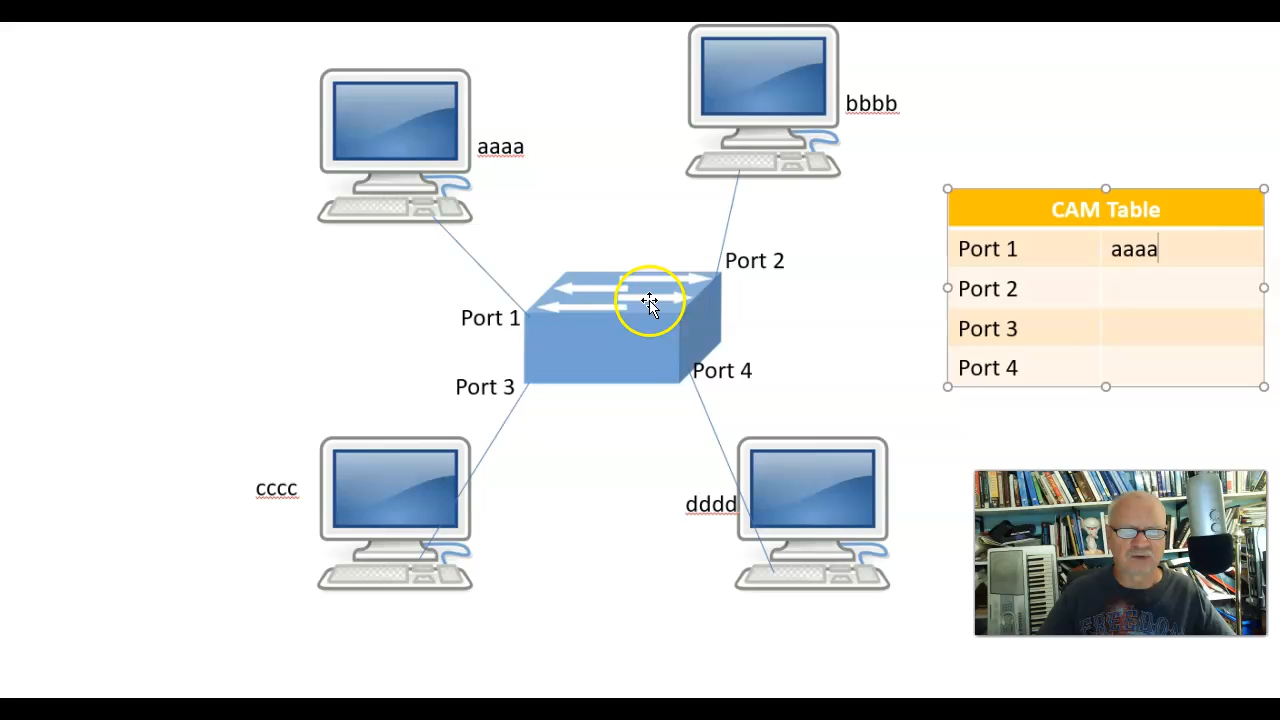 bbbb
aaaa
CAM Table
Port 1 aaaa
Port 2
Port 3
Port 4
Port 2
Port 1
Port 4
Port 3
cccc
dddd
FREEDOM